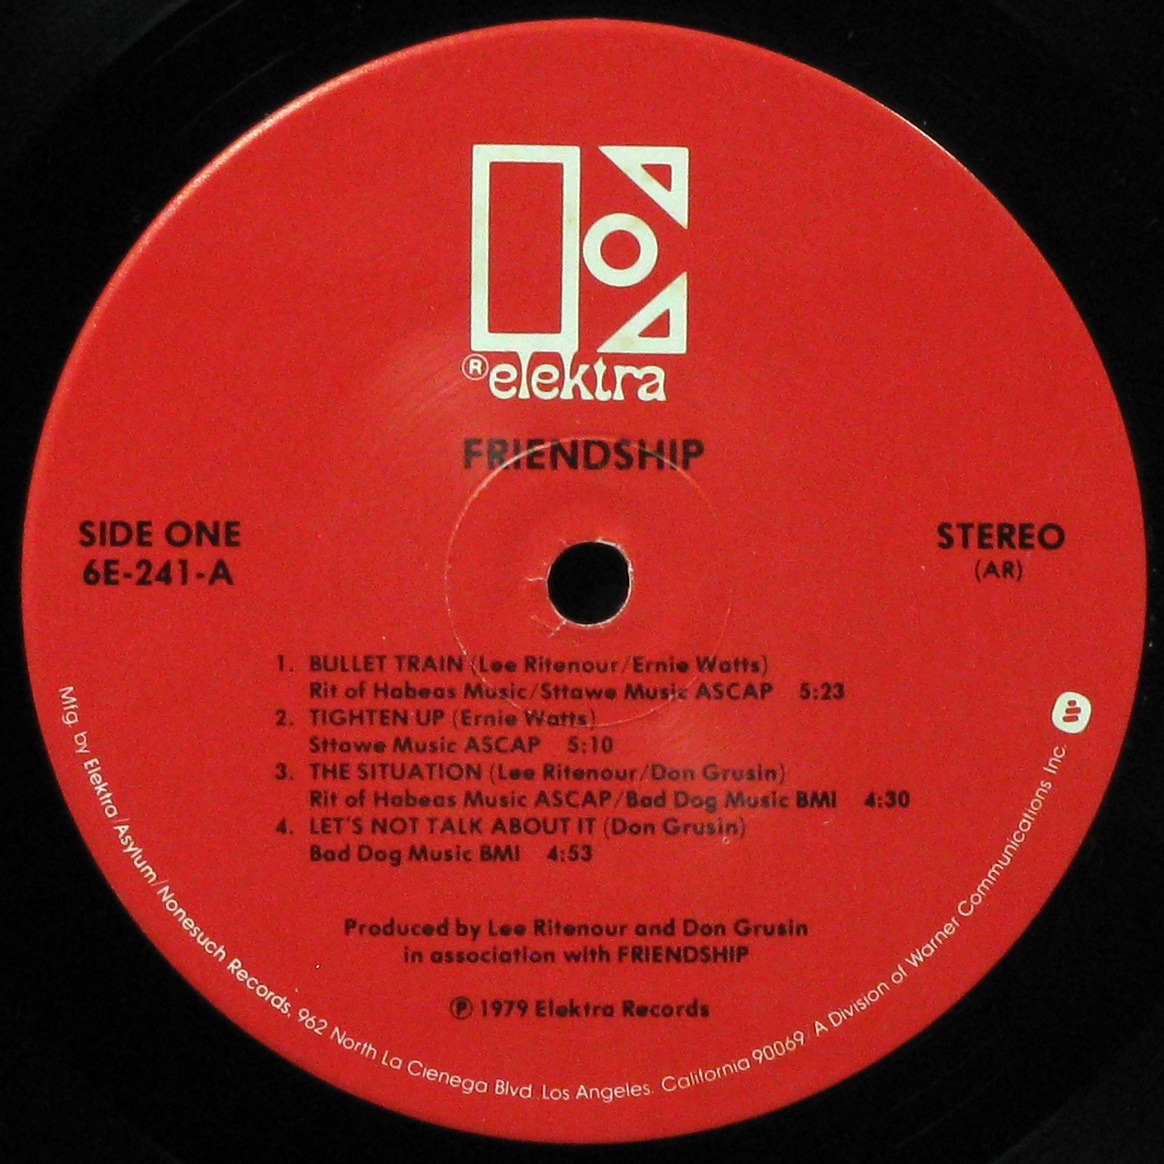 ® elektra
FRIENDSHIP
SIDE ONE
6E-241-A
STEREO
(AR)
1. BULLET TRAIN (Lee Ritenour/Ernie Watts)
Rit of Habeas Music/Sttawe Music ASCAP 5:23
2. TIGHTEN UP (Ernie Watts)
Sttawe Music ASCAP 5:10
3. THE SITUATION (Lee Ritenour/Don Grusin)
Rit of Habeas Music ASCAP/Bad Dog Music BMI 4:30
4. LET'S NOT TALK ABOUT IT (Don Grusin)
Bad Dog Music BMI 4:53
Produced by Lee Ritenour and Don Grusin
in association with FRIENDSHIP
℗ 1979 Elektra Records
Mfg. by Elektra/Asylum/Nonesuch Records, 962 North La Cienega Blvd. Los Angeles. California 90069 A Division of Warner Communications Inc.